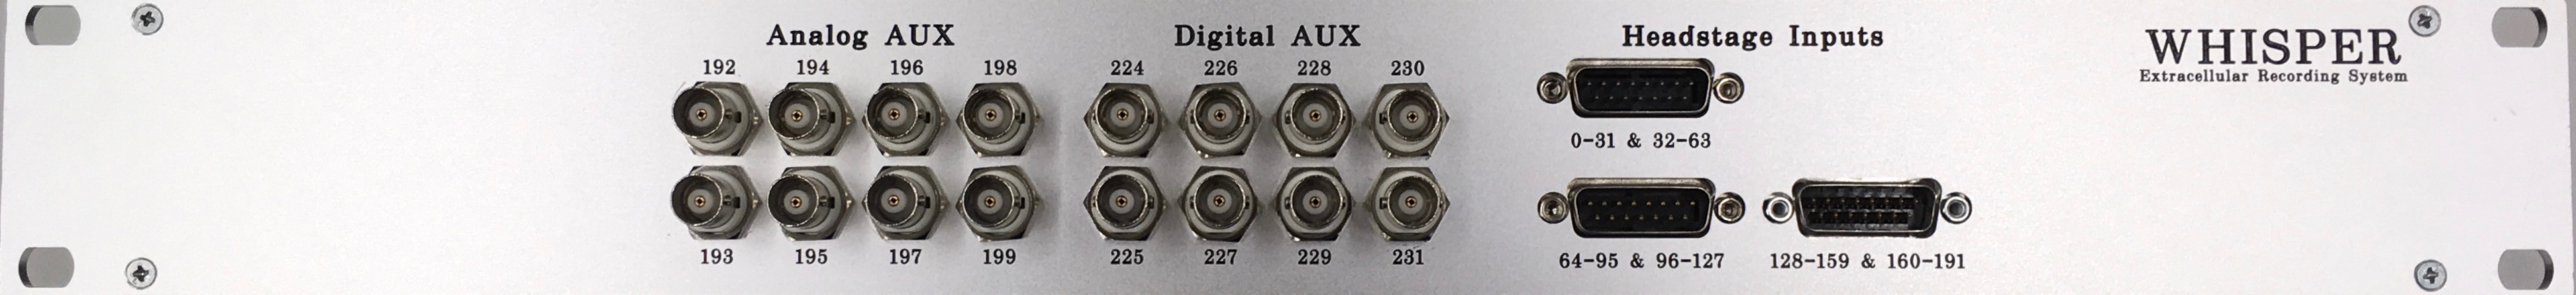 Analog AUX
192 194 196 198
193 195 197 199
Digital AUX
224 226 228 230
225 227 229 231
Headstage Inputs
0-31 & 32-63
64-95 & 96-127
128-159 & 160-191
WHISPER
Extracellular Recording System